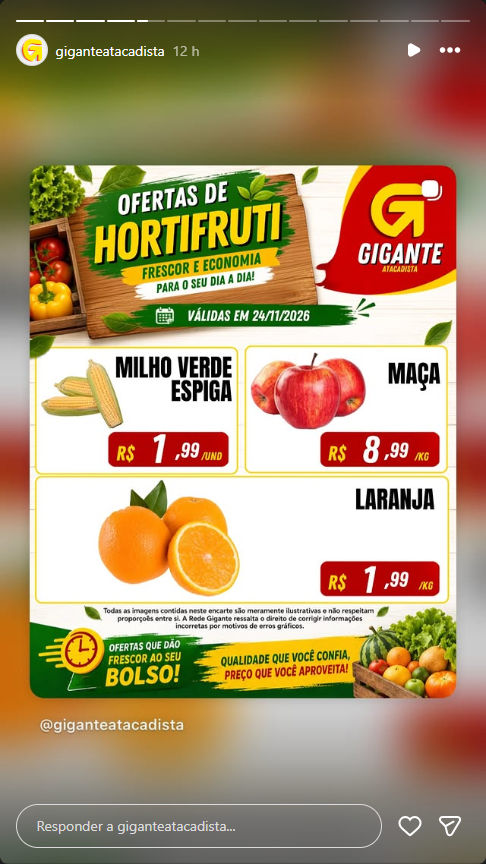 giganteatacadista 12 h
OFERTAS DE
HORTIFRUTI
FRESCOR E ECONOMIA
PARA O SEU DIA A DIA!
VÁLIDAS EM 24/11/2026
GIGANTE
ATACADISTA
MILHO VERDE
ESPIGA
R$ 1,99/UND
MAÇA
R$ 8,99/KG
LARANJA
R$ 1,99/KG
Todas as imagens contidas neste encarte são meramente ilustrativas e não respeitam
proporções entre si. A Rede Gigante ressalta o direito de corrigir informações
incorretas por motivos de erros gráficos.
OFERTAS QUE DÃO
FRESCOR AO SEU
BOLSO!
QUALIDADE QUE VOCÊ CONFIA,
PREÇO QUE VOCÊ APROVEITA!
@giganteatacadista
Responder a giganteatacadista...